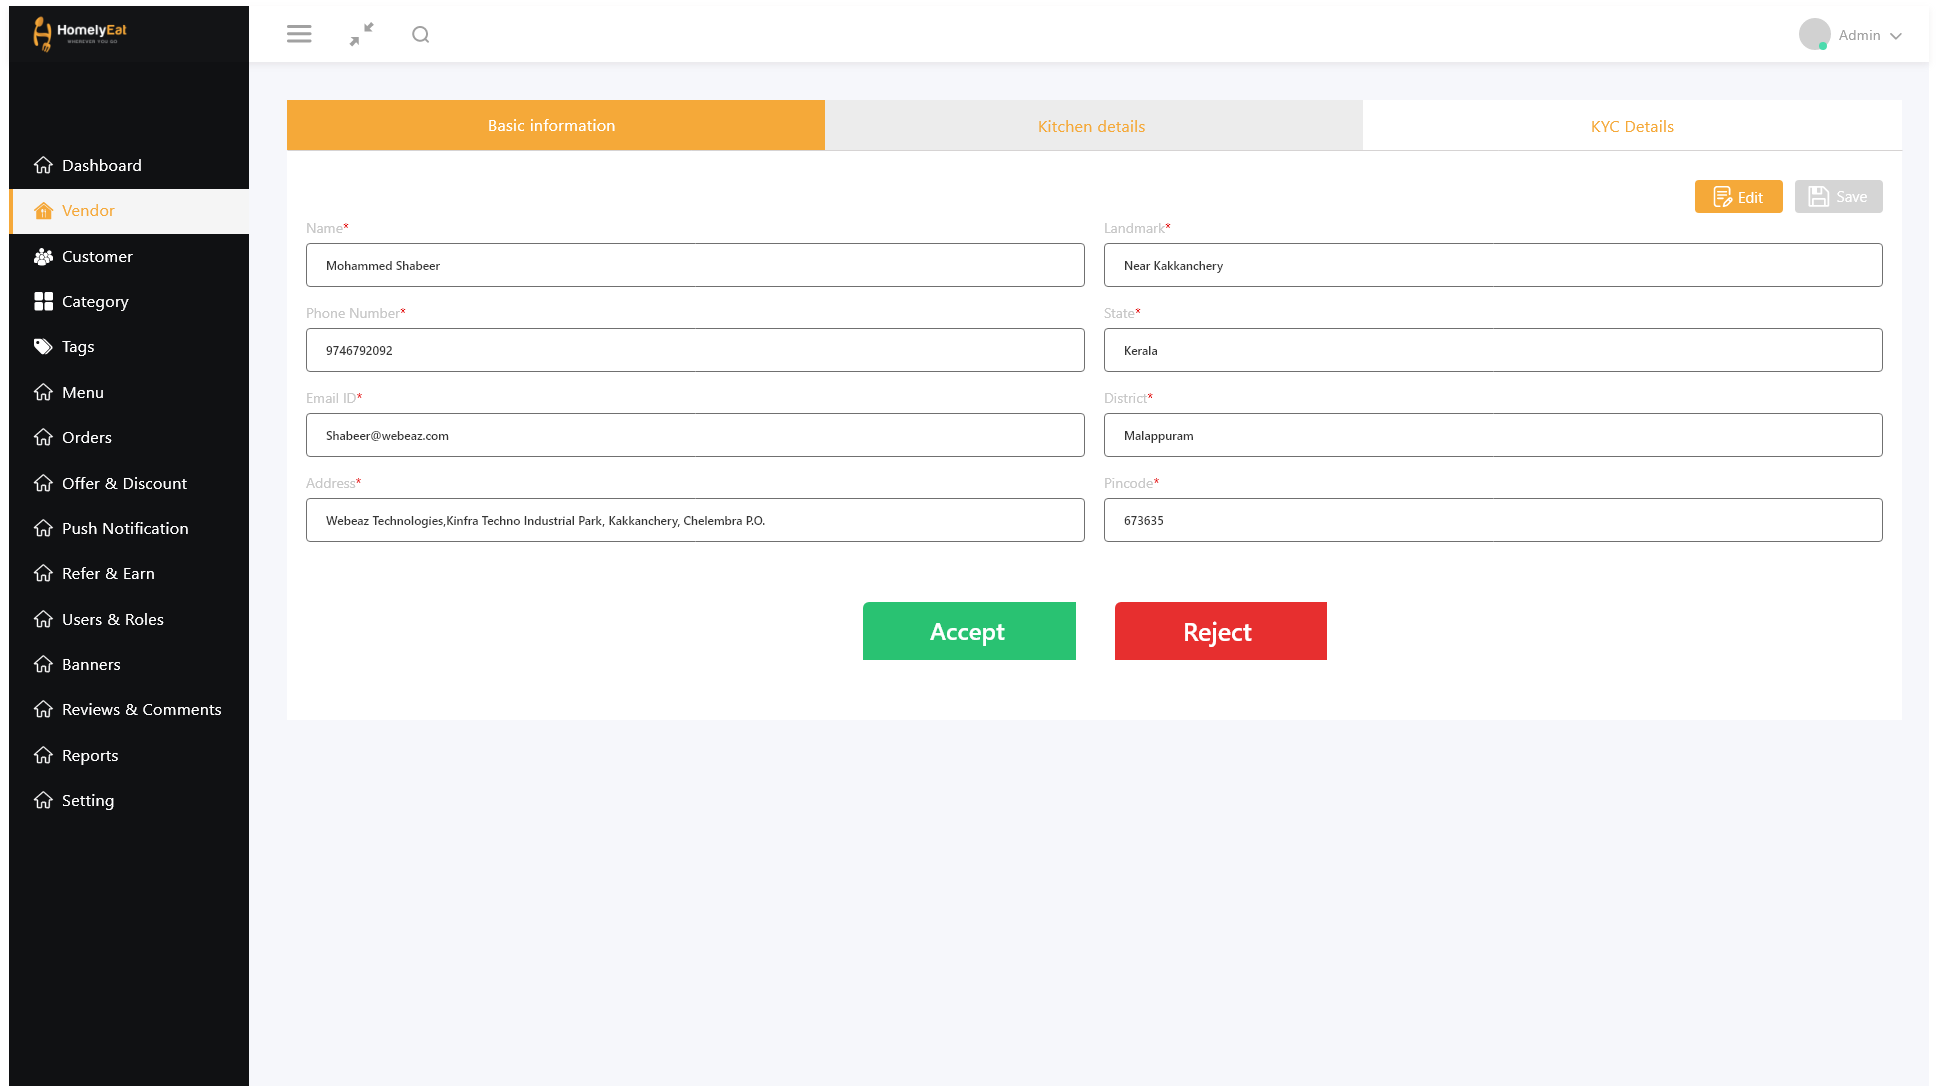 HomelyEat
WHEREVER YOU GO
Admin
Dashboard
Vendor
Customer
Category
Tags
Menu
Orders
Offer & Discount
Push Notification
Refer & Earn
Users & Roles
Banners
Reviews & Comments
Reports
Setting
Basic information
Kitchen details
KYC Details
Edit
Save
Name*
Mohammed Shabeer
Landmark*
Near Kakkanchery
Phone Number*
9746792092
State*
Kerala
Email ID*
Shabeer@webeaz.com
District*
Malappuram
Address*
Webeaz Technologies,Kinfra Techno Industrial Park, Kakkanchery, Chelembra P.O.
Pincode*
673635
Accept
Reject